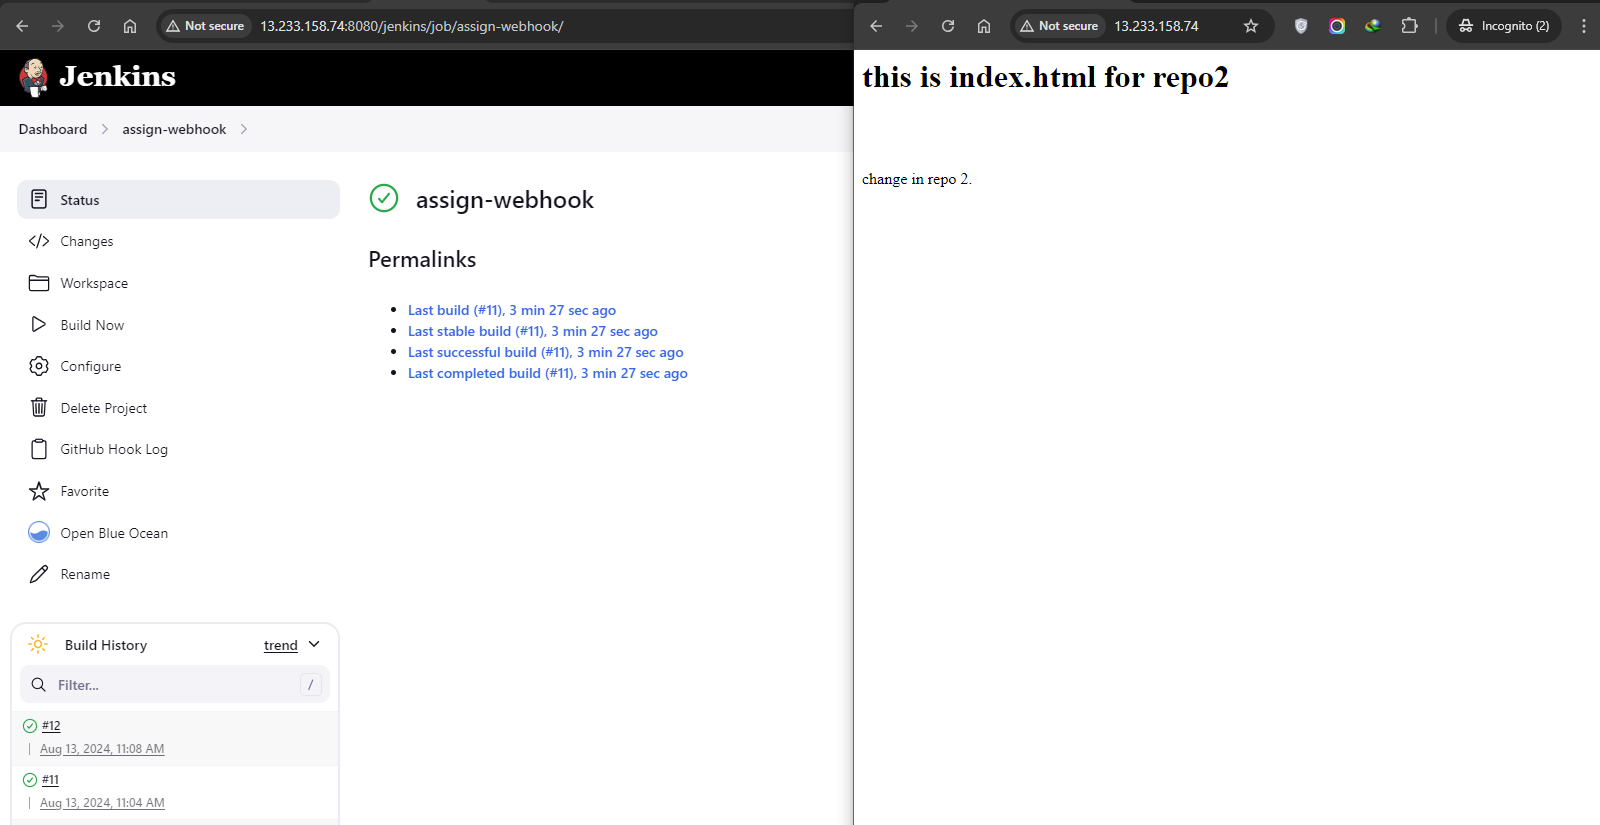 Not secure 13.233.158.74:8080/jenkins/job/assign-webhook/
Jenkins
Dashboard
assign-webhook
Status
Changes
Workspace
Build Now
Configure
Delete Project
GitHub Hook Log
Favorite
Open Blue Ocean
Rename
Build History
trend
Filter...
/
#12
Aug 13, 2024, 11:08 AM
#11
Aug 13, 2024, 11:04 AM
assign-webhook
Permalinks
Last build (#11), 3 min 27 sec ago
Last stable build (#11), 3 min 27 sec ago
Last successful build (#11), 3 min 27 sec ago
Last completed build (#11), 3 min 27 sec ago
Not secure 13.233.158.74
Incognito (2)
this is index.html for repo2
change in repo 2.